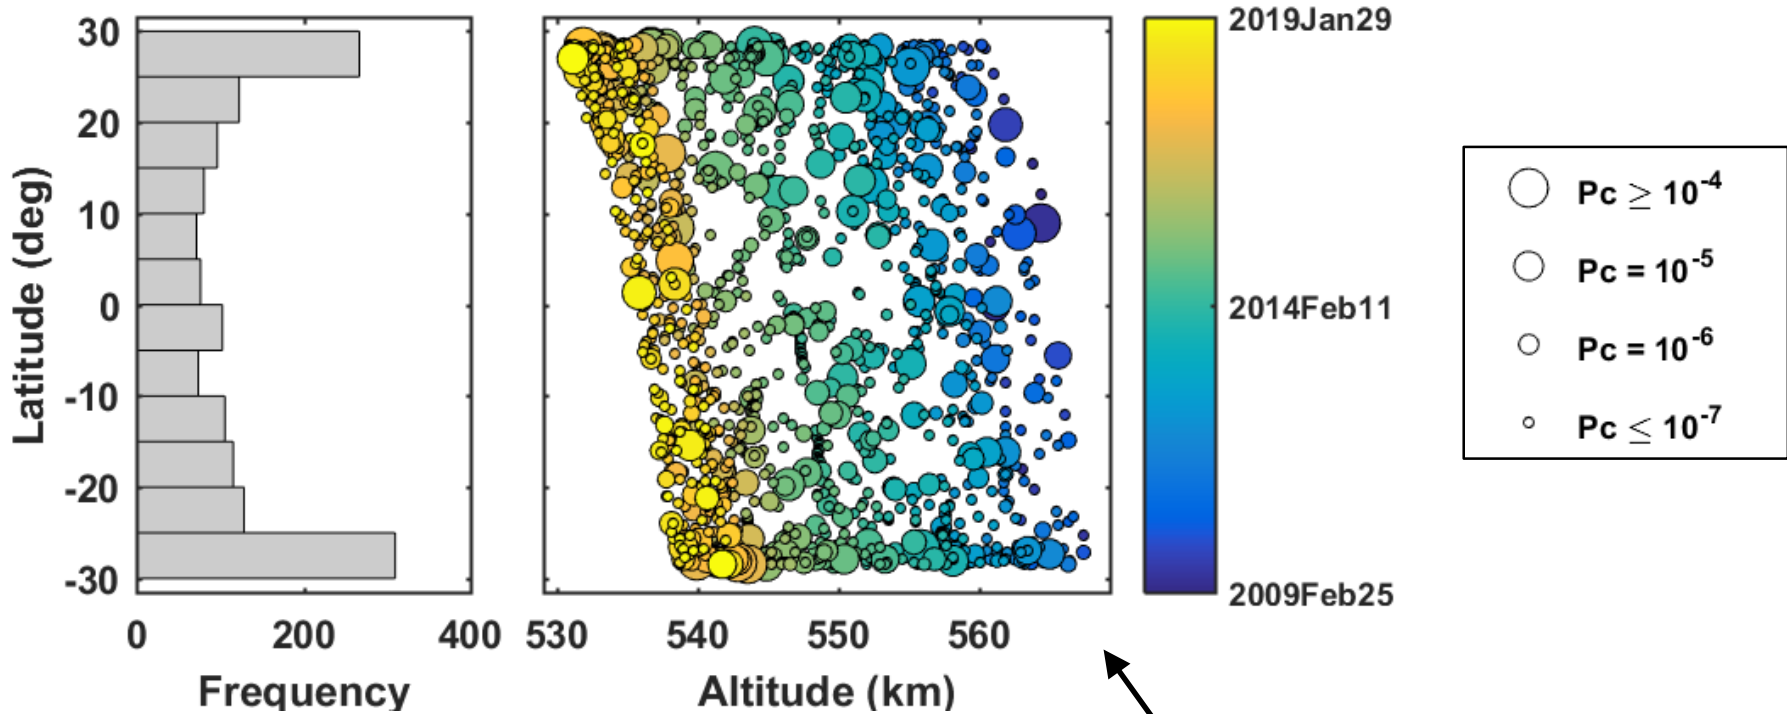 30
20
10
0
-10
-20
-30
Latitude (deg)
0
200
400
Frequency
530
540
550
560
Altitude (km)
2019Jan29
2014Feb11
2009Feb25
Pc ≥ 10⁻⁴
Pc = 10⁻⁵
Pc = 10⁻⁶
Pc ≤ 10⁻⁷